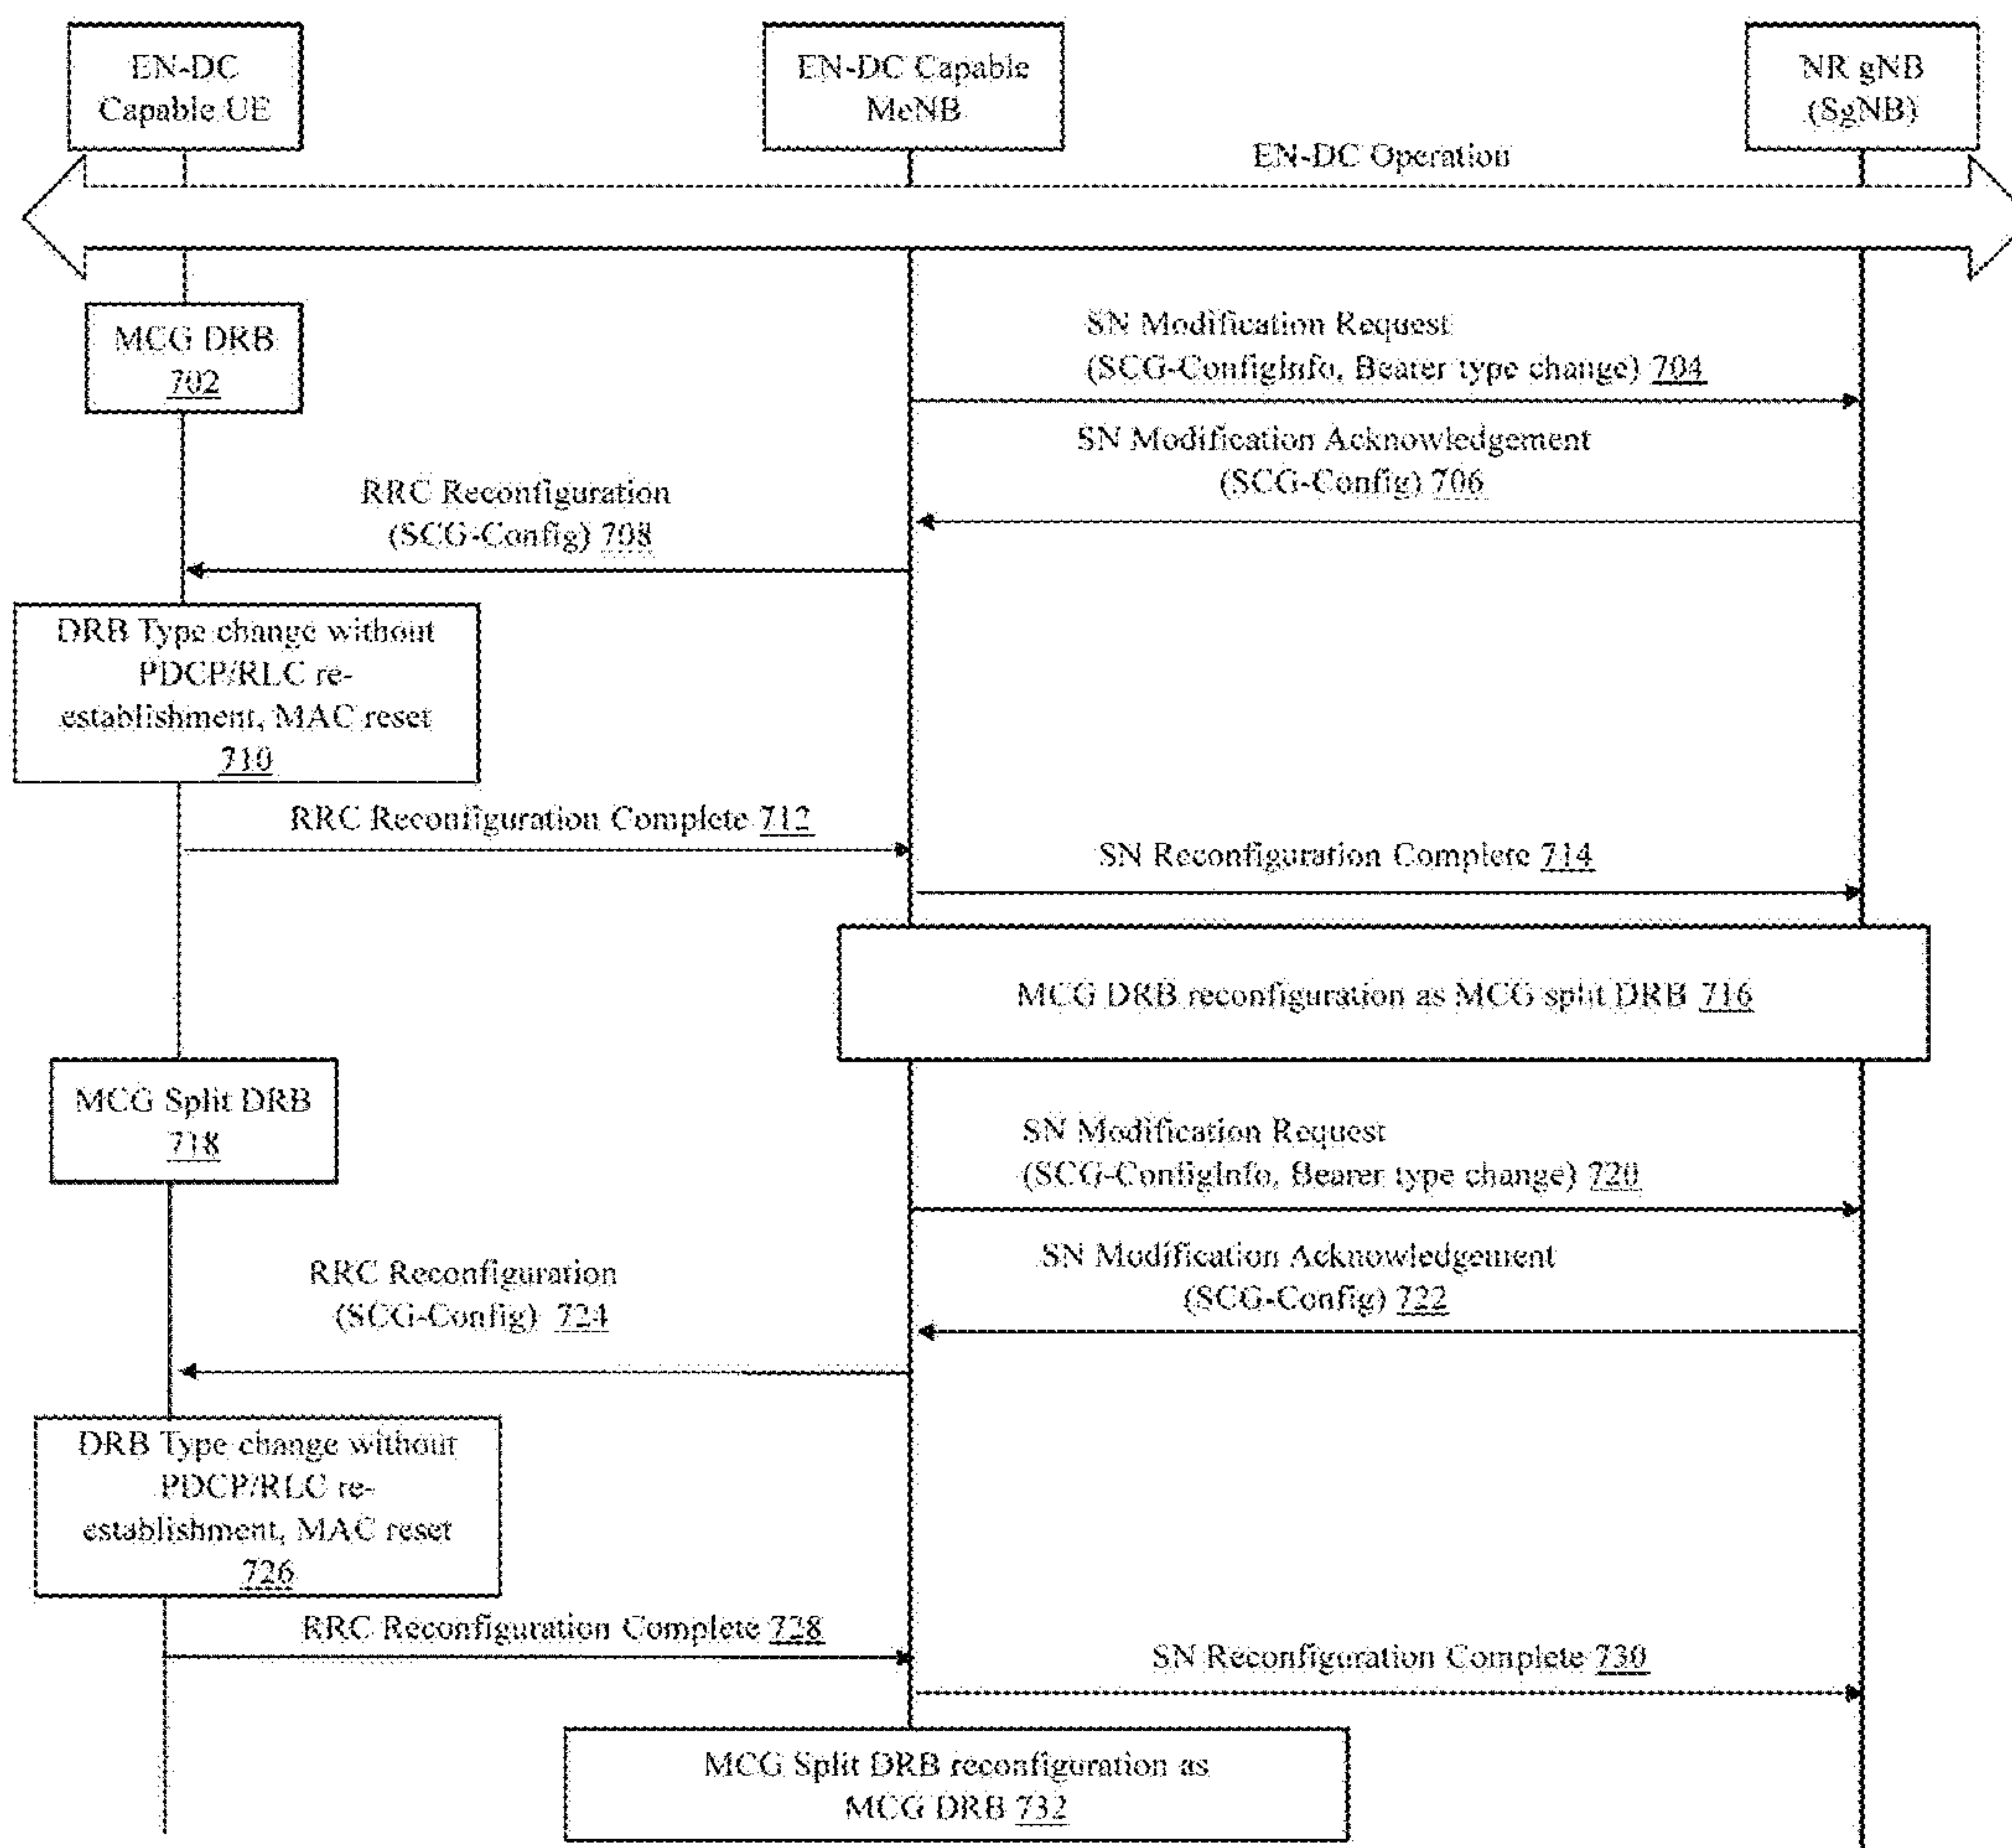 EN-DC
Capable UE
EN-DC Capable
MeNB
NR gNB
(SgNB)
EN-DC Operation
MCG DRB
702
SN Modification Request
(SCG-ConfigInfo, Bearer type change) 704
SN Modification Acknowledgement
(SCG-Config) 706
RRC Reconfiguration
(SCG-Config) 708
DRB Type change without
PDCP/RLC re-
establishment, MAC reset
710
RRC Reconfiguration Complete 712
SN Reconfiguration Complete 714
MCG DRB reconfiguration as MCG split DRB 716
MCG Split DRB
718
SN Modification Request
(SCG-ConfigInfo, Bearer type change) 720
SN Modification Acknowledgement
(SCG-Config) 722
RRC Reconfiguration
(SCG-Config) 724
DRB Type change without
PDCP/RLC re-
establishment, MAC reset
726
RRC Reconfiguration Complete 728
SN Reconfiguration Complete 730
MCG Split DRB reconfiguration as
MCG DRB 732